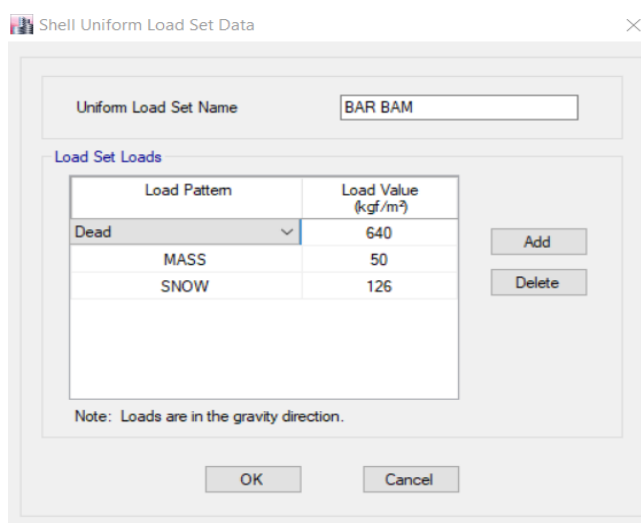 Shell Uniform Load Set Data
Uniform Load Set Name BAR BAM
Load Set Loads
Load Pattern Load Value
(kgf/m²)
Dead 640
Add
MASS 50
Delete
SNOW 126
Note: Loads are in the gravity direction.
OK Cancel